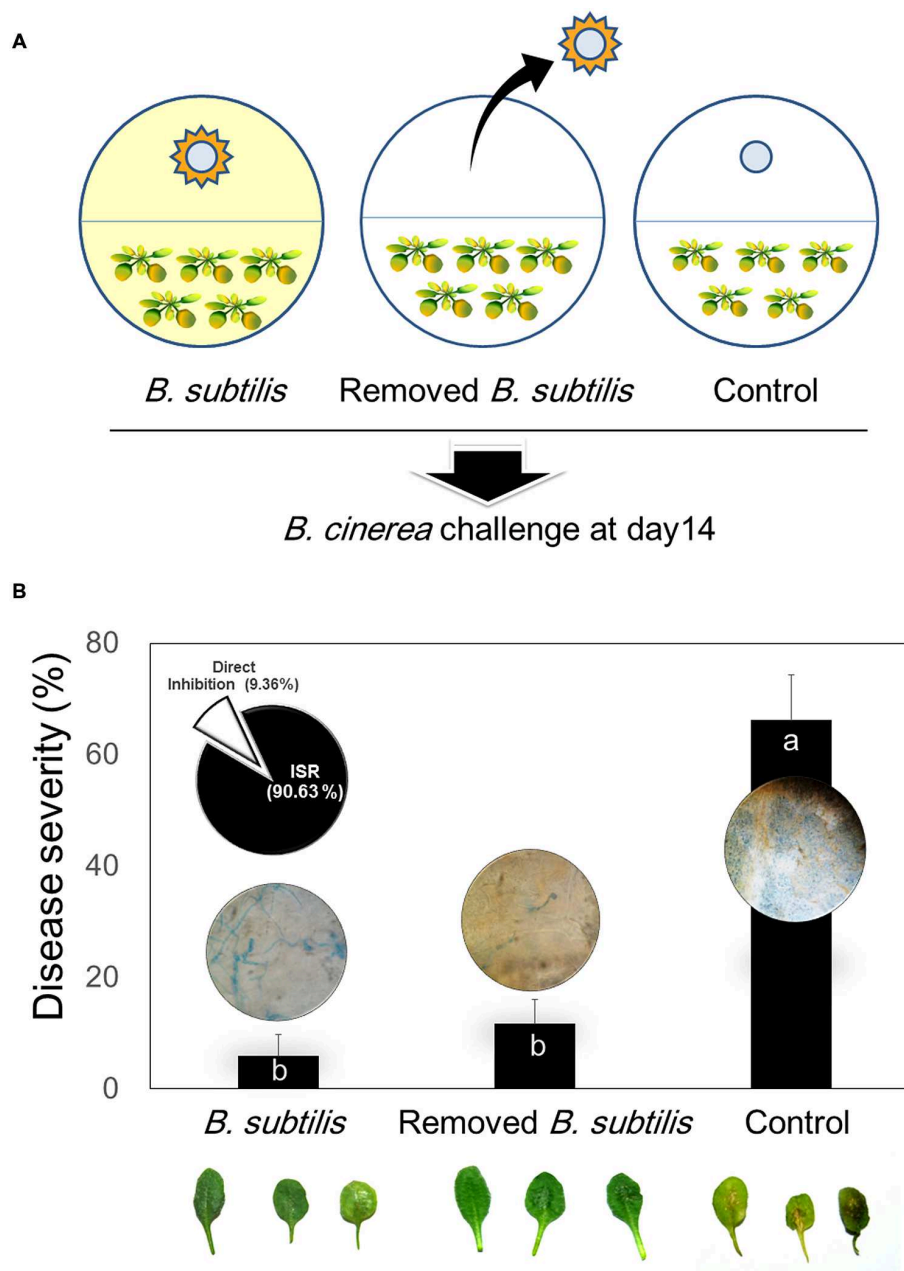 A
B. subtilis Removed B. subtilis Control
B. cinerea challenge at day14
B
Disease severity (%)
80
60
40
20
0
Direct
Inhibition (9.36%)
ISR
(90.63 %)
b
b
a
B. subtilis Removed B. subtilis Control